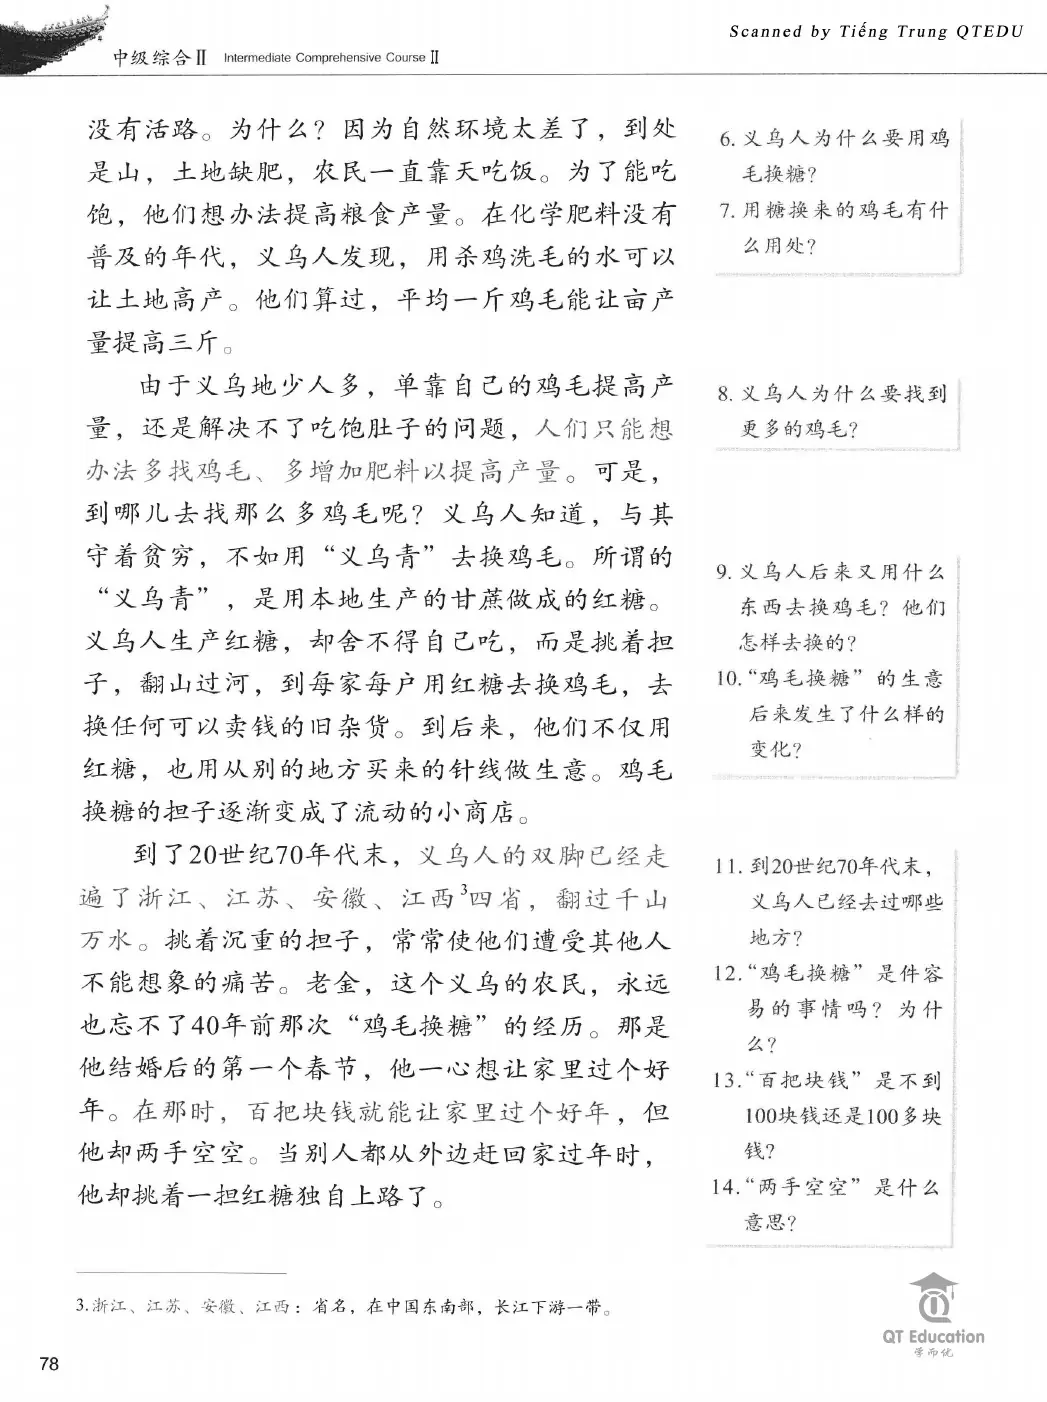 Scanned by Tiếng Trung QTEDU
中级综合Ⅱ Intermediate Comprehensive Course Ⅱ
没有活路。为什么？因为自然环境太差了，到处
是山，土地缺肥，农民一直靠天吃饭。为了能吃
饱，他们想办法提高粮食产量。在化学肥料没有
普及的年代，义乌人发现，用杀鸡洗毛的水可以
让土地高产。他们算过，平均一斤鸡毛能让亩产
量提高三斤。
由于义乌地少人多，单靠自己的鸡毛提高产
量，还是解决不了吃饱肚子的问题，人们只能想
办法多找鸡毛、多增加肥料以提高产量。可是，
到哪儿去找那么多鸡毛呢？义乌人知道，与其
守着贫穷，不如用“义乌青”去换鸡毛。所谓的
“义乌青”，是用本地生产的甘蔗做成的红糖。
义乌人生产红糖，却舍不得自己吃，而是挑着担
子，翻山过河，到每家每户用红糖去换鸡毛，去
换任何可以卖钱的旧杂货。到后来，他们不仅用
红糖，也用从别的地方买来的针线做生意。鸡毛
换糖的担子逐渐变成了流动的小商店。
到了20世纪70年代末，义乌人的双脚已经走
遍了浙江、江苏、安徽、江西³四省，翻过千山
万水。挑着沉重的担子，常常使他们遭受其他人
不能想象的痛苦。老金，这个义乌的农民，永远
也忘不了40年前那次“鸡毛换糖”的经历。那是
他结婚后的第一个春节，他一心想让家里过个好
年。在那时，百把块钱就能让家里过个好年，但
他却两手空空。当别人都从外边赶回家过年时，
他却挑着一担红糖独自上路了。
6. 义乌人为什么要用鸡
毛换糖？
7. 用糖换来的鸡毛有什
么用处？
8. 义乌人为什么要找到
更多的鸡毛？
9. 义乌人后来又用什么
东西去换鸡毛？他们
怎样去换的？
10. “鸡毛换糖”的生意
后来发生了什么样的
变化？
11. 到20世纪70年代末，
义乌人已经去过哪些
地方？
12. “鸡毛换糖”是件容
易的事情吗？为什
么？
13. “百把块钱”是不到
100块钱还是100多块
钱？
14. “两手空空”是什么
意思？
3. 浙江、江苏、安徽、江西：省名，在中国东南部，长江下游一带。
QT Education
学而优
78